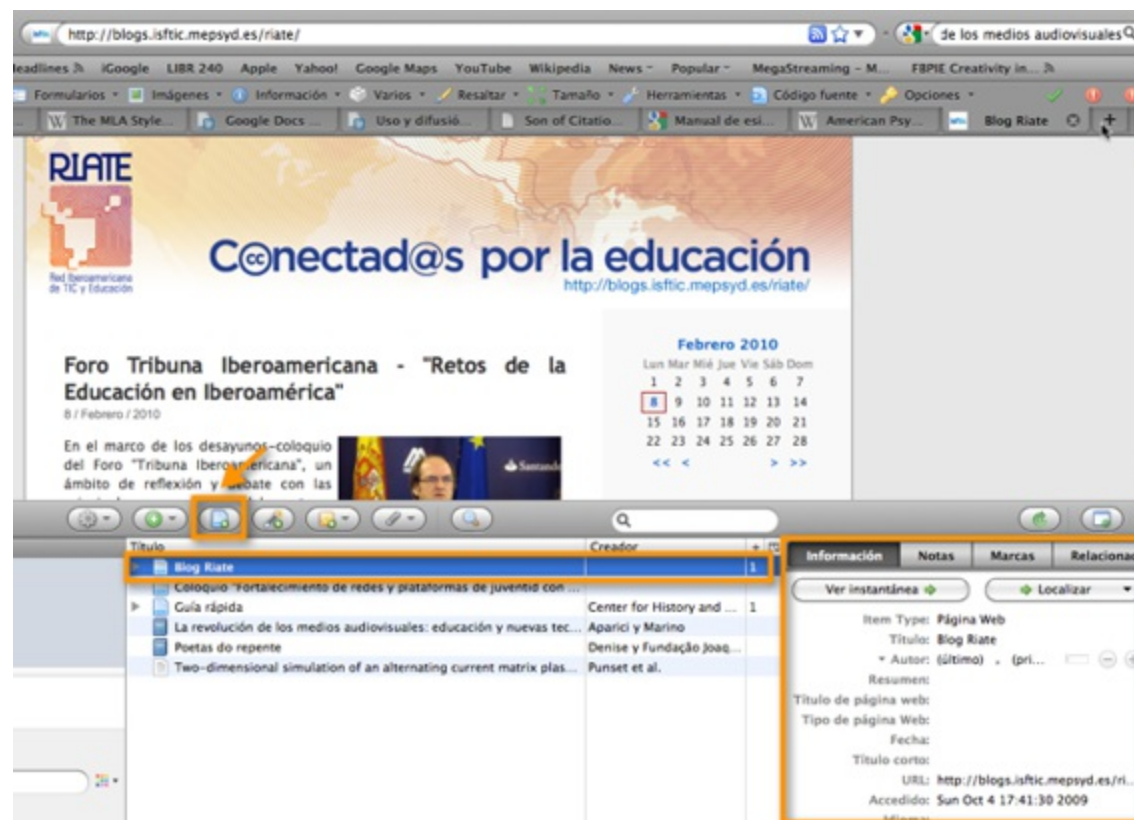 http://blogs.isftic.mepsyd.es/riate/
de los medios audiovisuales
eadlines iGoogle LIBR 240 Apple Yahoo! Google Maps YouTube Wikipedia News Popular MegaStreaming - M... FBPIE Creativity in...
Formularios Imágenes Información Varios Resaltar Tamaño Herramientas Código fuente Opciones
The MLA Style... Google Docs ... Uso y difusió... Son of Citatio... Manual de esi... American Psy... Blog Riate
RIATE
Red Iberoamericana
de TIC y Educación
Conectad@s por la educación
http://blogs.isftic.mepsyd.es/riate/
Foro Tribuna Iberoamericana - "Retos de la
Educación en Iberoamérica"
8 / Febrero / 2010
En el marco de los desayunos-coloquio
del Foro "Tribuna Iberoamericana", un
ámbito de reflexión y debate con las
Santand
Febrero 2010
Lun Mar Mié Jue Vie Sáb Dom
1 2 3 4 5 6 7
8 9 10 11 12 13 14
15 16 17 18 19 20 21
22 23 24 25 26 27 28
<< < > >>
Título Creador +
Blog Riate 1
Coloquio "Fortalecimiento de redes y plataformas de juventid con ...
Guía rápida Center for History and ... 1
La revolución de los medios audiovisuales: educación y nuevas tec... Aparici y Marino
Poetas do repente Denise y Fundação Joaq...
Two-dimensional simulation of an alternating current matrix plas... Punset et al.
Información Notas Marcas Relacionad
Ver instantánea Localizar
Item Type: Página Web
Título: Blog Riate
Autor: (último) , (pri...
Resumen:
Título de página web:
Tipo de página Web:
Fecha:
Título corto:
URL: http://blogs.isftic.mepsyd.es/ri...
Accedido: Sun Oct 4 17:41:30 2009
Idioma: